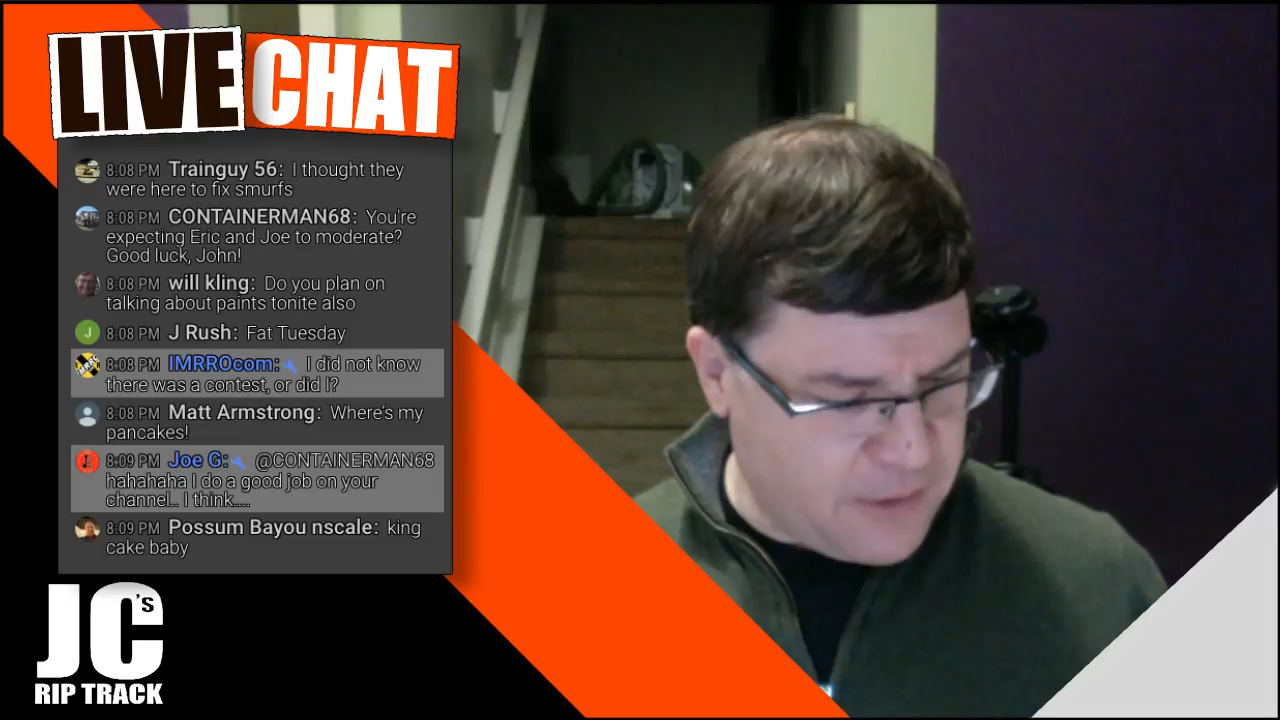 LIVE CHAT
8:08 PM Trainguy 56: I thought they
were here to fix smurfs
8:08 PM CONTAINERMAN68: You're
expecting Eric and Joe to moderate?
Good luck, John!
8:08 PM will kling: Do you plan on
talking about paints tonite also
J 8:08 PM J Rush: Fat Tuesday
8:08 PM IMRROcom: I did not know
there was a contest, or did I?
8:08 PM Matt Armstrong: Where's my
pancakes!
8:09 PM Joe G: @CONTAINERMAN68
hahahaha I do a good job on your
channel.. I think....
8:09 PM Possum Bayou nscale: king
cake baby
JC's
RIP TRACK